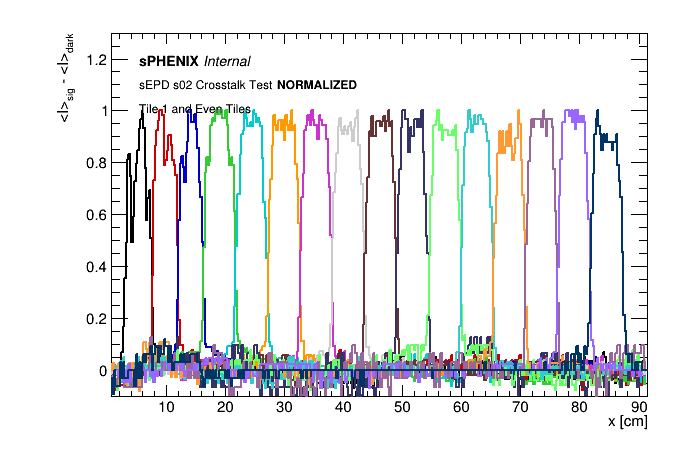 <I>sig - <I>dark
sPHENIX Internal
sEPD s02 Crosstalk Test NORMALIZED
Tile 1 and Even Tiles
1.2
1
0.8
0.6
0.4
0.2
0
10 20 30 40 50 60 70 80 90
x [cm]